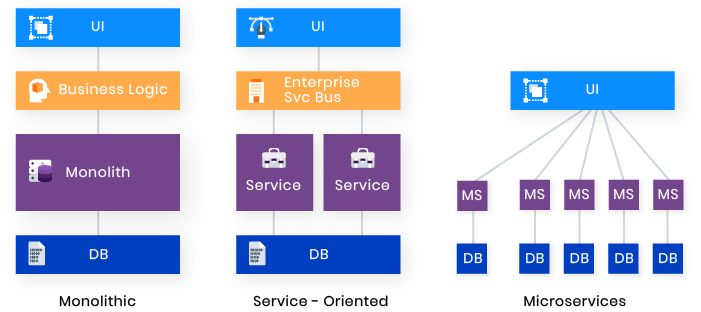 UI
Business Logic
Monolith
DB
Monolithic
UI
Enterprise
Svc Bus
Service
Service
DB
Service - Oriented
UI
MS
MS
MS
MS
MS
DB
DB
DB
DB
DB
Microservices